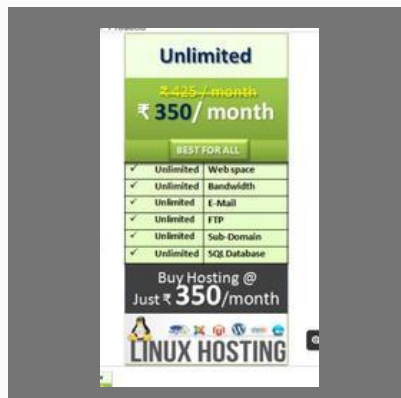 Unlimited
₹ 425 / month
₹ 350/ month
BEST FOR ALL
✓ Unlimited Web space
✓ Unlimited Bandwidth
✓ Unlimited E-Mail
✓ Unlimited FTP
✓ Unlimited Sub-Domain
✓ Unlimited SQL Database
Buy Hosting @
Just ₹ 350/month
LINUX HOSTING